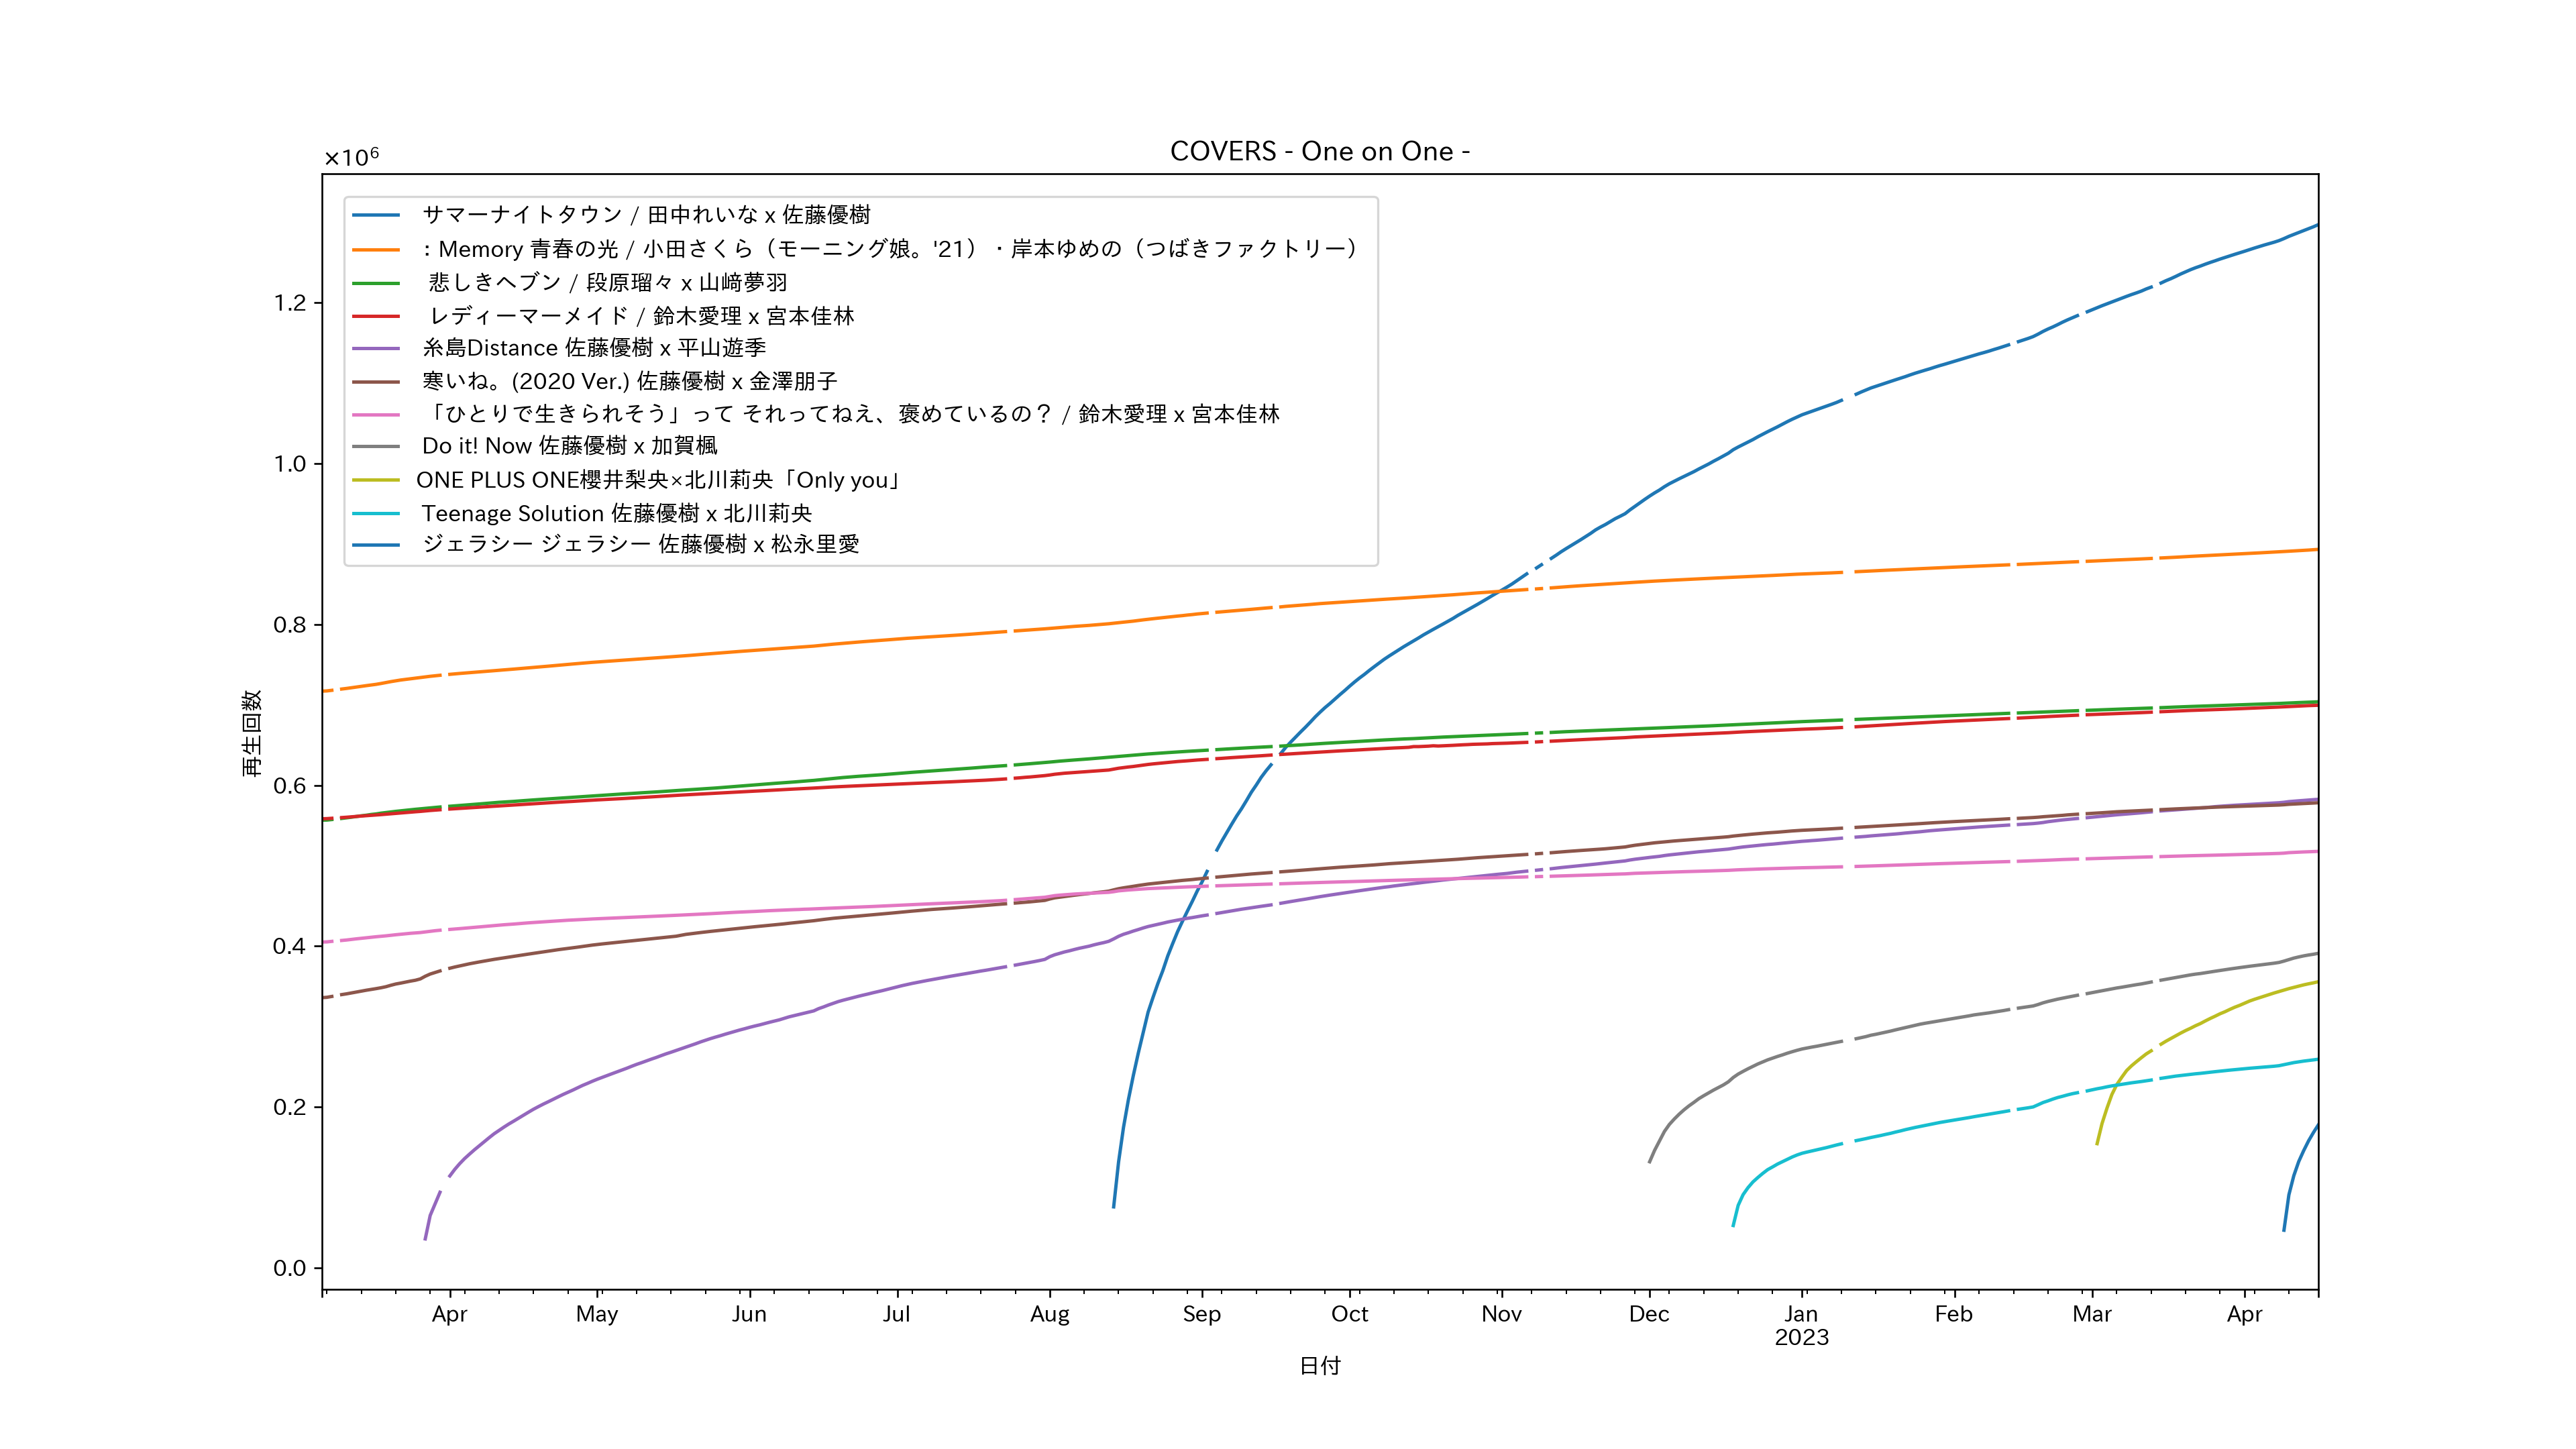 COVERS - One on One -
×10⁶
サマーナイトタウン / 田中れいな x 佐藤優樹
: Memory 青春の光 / 小田さくら（モーニング娘。'21）・岸本ゆめの（つばきファクトリー）
悲しきヘブン / 段原瑠々 x 山﨑夢羽
レディーマーメイド / 鈴木愛理 x 宮本佳林
糸島Distance 佐藤優樹 x 平山遊季
寒いね。(2020 Ver.) 佐藤優樹 x 金澤朋子
「ひとりで生きられそう」って それってねえ、褒めているの？ / 鈴木愛理 x 宮本佳林
Do it! Now 佐藤優樹 x 加賀楓
ONE PLUS ONE櫻井梨央×北川莉央「Only you」
Teenage Solution 佐藤優樹 x 北川莉央
ジェラシー ジェラシー 佐藤優樹 x 松永里愛
1.2
1.0
0.8
0.6
0.4
0.2
0.0
再生回数
Apr May Jun Jul Aug Sep Oct Nov Dec Jan Feb Mar Apr
2023
日付